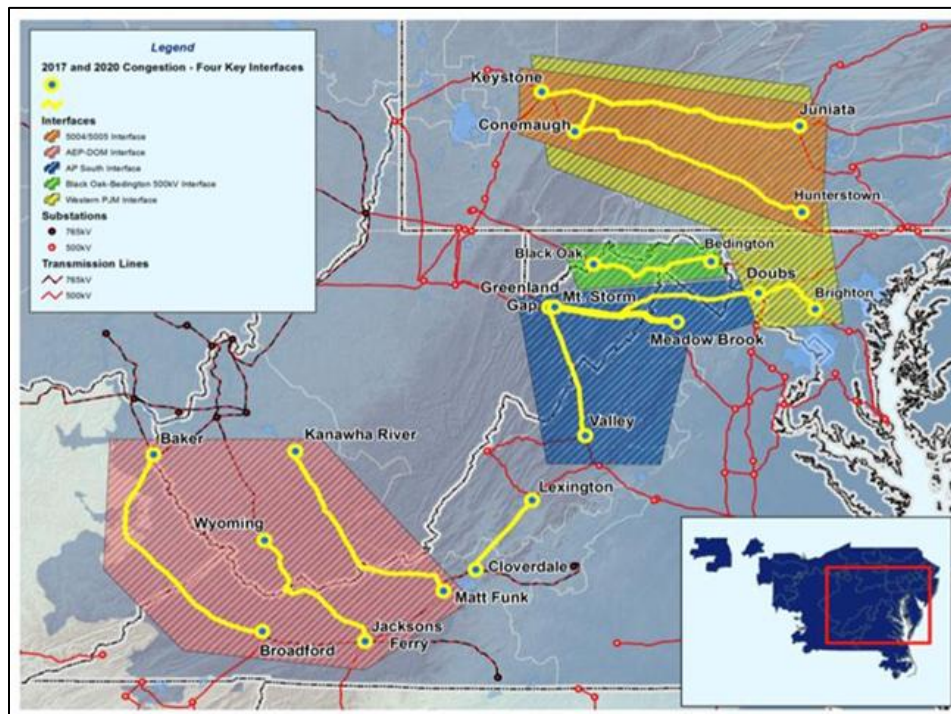 Legend
2017 and 2020 Congestion - Four Key Interfaces
Interfaces
5004/5005 Interface
AEP-DOM Interface
AP South Interface
Black Oak-Bedington 500kV Interface
Western PJM Interface
Substations
765kV
500kV
Transmission Lines
765kV
500kV
Keystone
Juniata
Conemaugh
Hunterstown
Black Oak
Bedington
Greenland
Gap
Mt. Storm
Doubs
Brighton
Meadow Brook
Valley
Baker
Kanawha River
Lexington
Wyoming
Cloverdale
Matt Funk
Broadford
Jacksons
Ferry